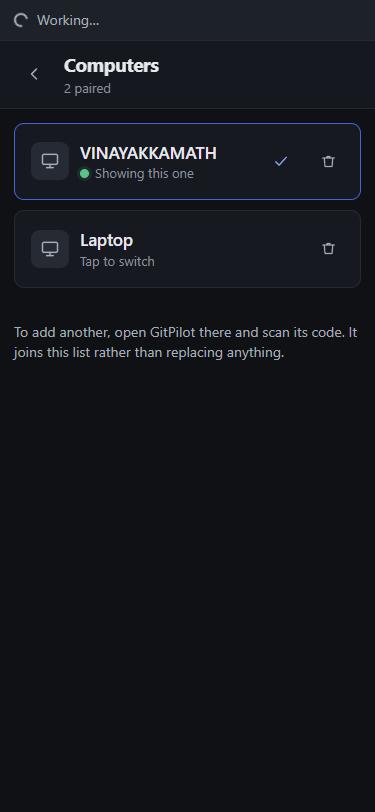 Working...
Computers
2 paired
VINAYAKKAMATH
Showing this one
Laptop
Tap to switch
To add another, open GitPilot there and scan its code. It
joins this list rather than replacing anything.